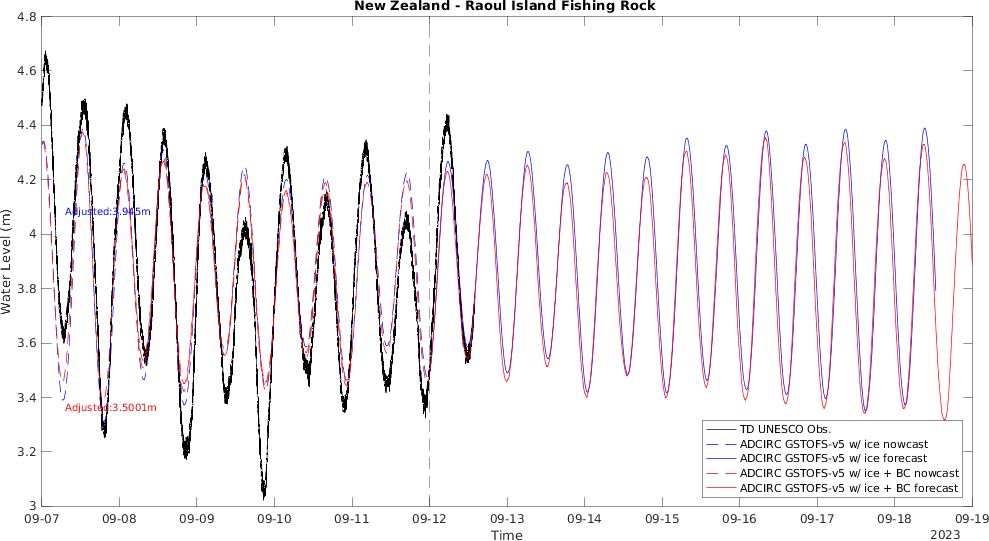 New Zealand - Raoul Island Fishing Rock
Water Level (m)
4.8
4.6
4.4
4.2
4
3.8
3.6
3.4
3.2
3
Adjusted:3.945m
Adjusted:3.5001m
TD UNESCO Obs.
ADCIRC GSTOFS-v5 w/ ice nowcast
ADCIRC GSTOFS-v5 w/ ice forecast
ADCIRC GSTOFS-v5 w/ ice + BC nowcast
ADCIRC GSTOFS-v5 w/ ice + BC forecast
09-07 09-08 09-09 09-10 09-11 09-12 09-13 09-14 09-15 09-16 09-17 09-18 09-19
Time
2023